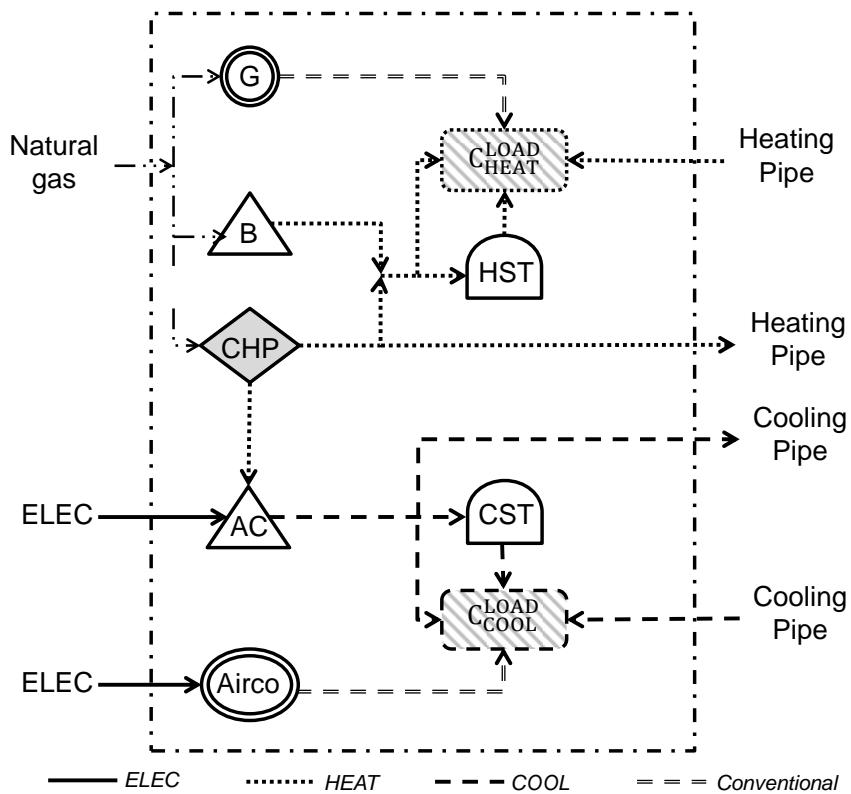 G
Natural
gas
C_HEAT^LOAD
Heating
Pipe
B
HST
CHP
Heating
Pipe
Cooling
Pipe
ELEC
AC
CST
C_COOL^LOAD
Cooling
Pipe
ELEC
Airco
ELEC
HEAT
COOL
Conventional